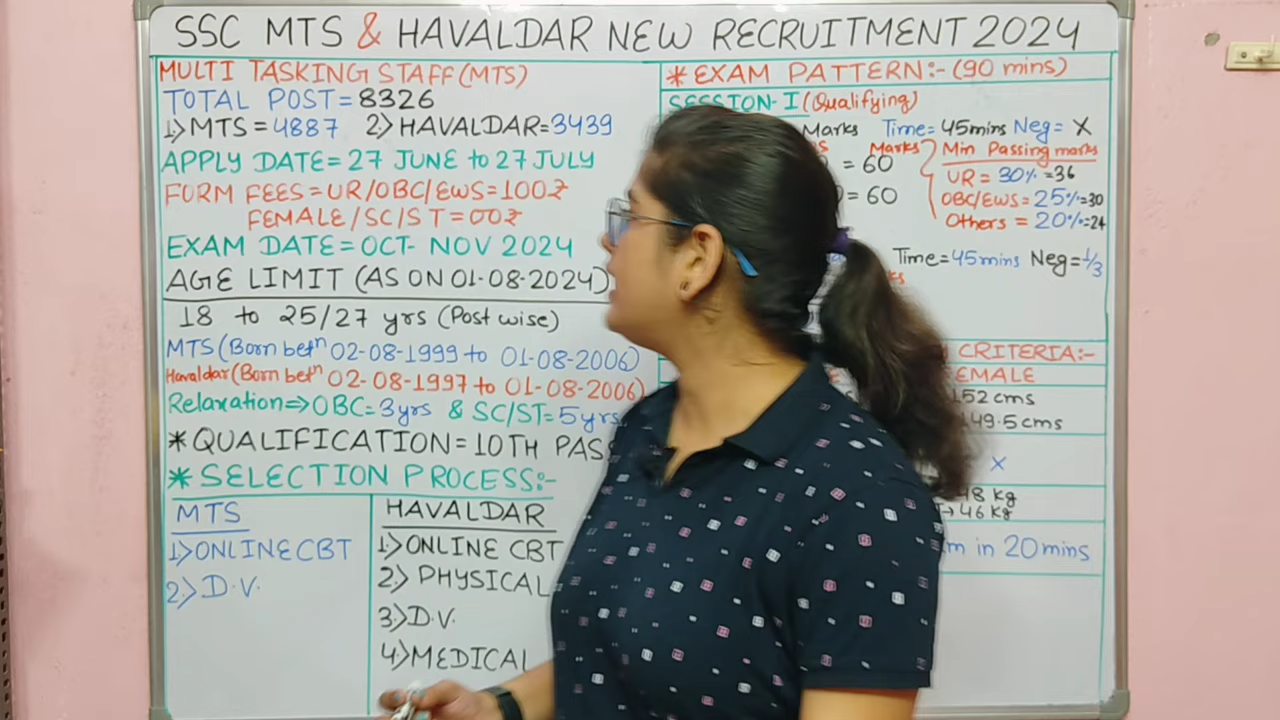 SSC MTS & HAVALDAR NEW RECRUITMENT 2024
MULTI TASKING STAFF (MTS)
TOTAL POST = 8326
1> MTS = 4887 2> HAVALDAR = 3439
APPLY DATE = 27 JUNE to 27 JULY
FORM FEES = UR/OBC/EWS = 100₹
FEMALE/SC/ST = 00₹
EXAM DATE = OCT- NOV 2024
AGE LIMIT (AS ON 01-08-2024)
18 to 25/27 yrs (Post wise)
MTS (Born betⁿ 02-08-1999 to 01-08-2006)
Havaldar (Born betⁿ 02-08-1997 to 01-08-2006)
Relaxation ⇒ OBC = 3yrs & SC/ST = 5yrs
* QUALIFICATION = 10TH PAS
* SELECTION PROCESS:-
MTS
1> ONLINE CBT
2> D.V.
HAVALDAR
1> ONLINE CBT
2> PHYSICAL
3> D.V.
4> MEDICAL
* EXAM PATTERN:- (90 mins)
SESSION-I (Qualifying)
Marks Time = 45mins Neg = X
Marks
= 60
= 60
Min Passing marks
UR = 30% = 36
OBC/EWS = 25% = 30
Others = 20% = 24
Time = 45mins Neg = 1/3
CRITERIA:-
EMALE
152 cms
149.5 cms
X
48 kg
→ 46 kg
m in 20 mins